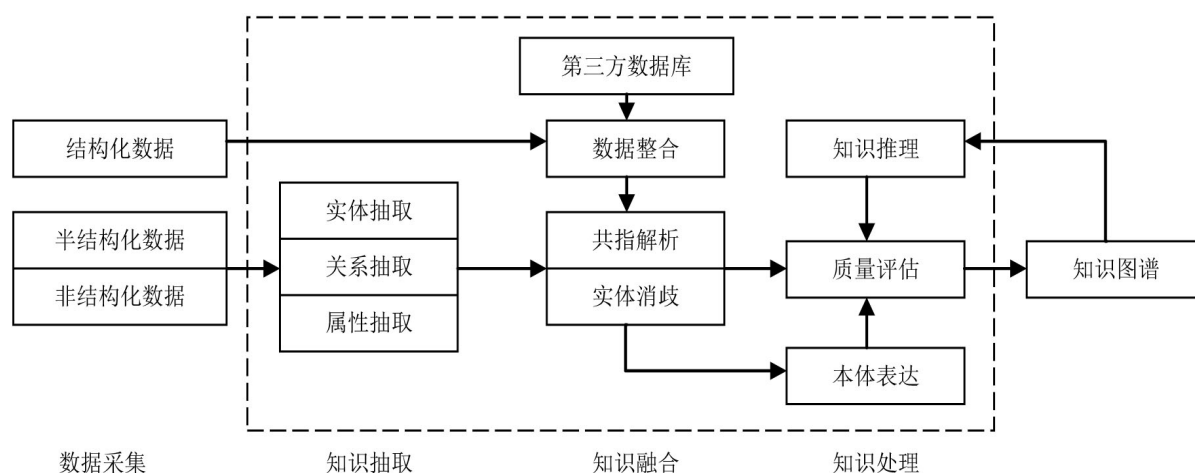 第三方数据库
结构化数据
数据整合
知识推理
半结构化数据
非结构化数据
实体抽取
关系抽取
属性抽取
共指解析
实体消歧
质量评估
知识图谱
本体表达
数据采集
知识抽取
知识融合
知识处理